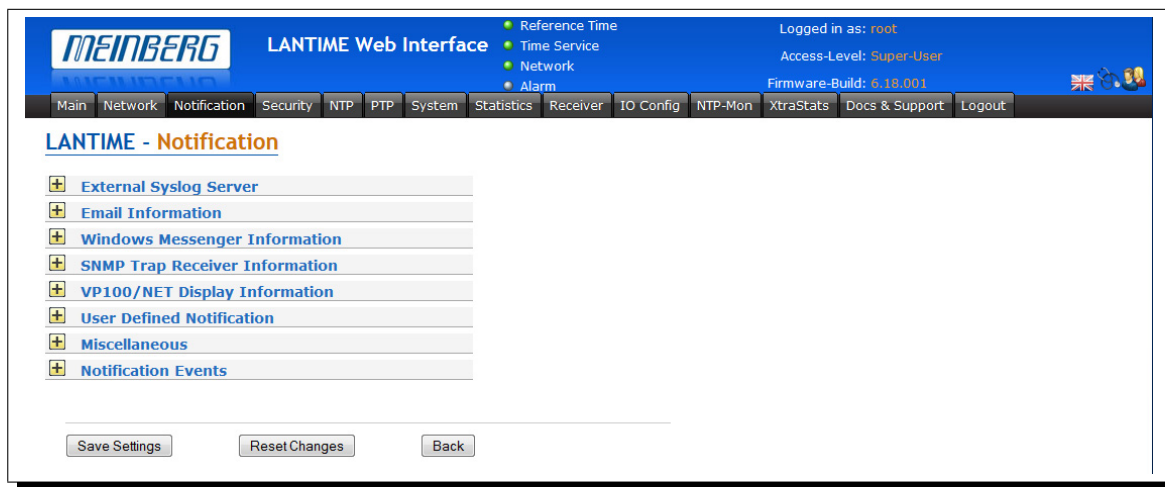 MEINBERG
LANTIME Web Interface
Reference Time
Time Service
Network
Alarm
Logged in as: root
Access-Level: Super-User
Firmware-Build: 6.18.001
Main Network Notification Security NTP PTP System Statistics Receiver IO Config NTP-Mon XtraStats Docs & Support Logout
LANTIME - Notification
External Syslog Server
Email Information
Windows Messenger Information
SNMP Trap Receiver Information
VP100/NET Display Information
User Defined Notification
Miscellaneous
Notification Events
Save Settings Reset Changes Back